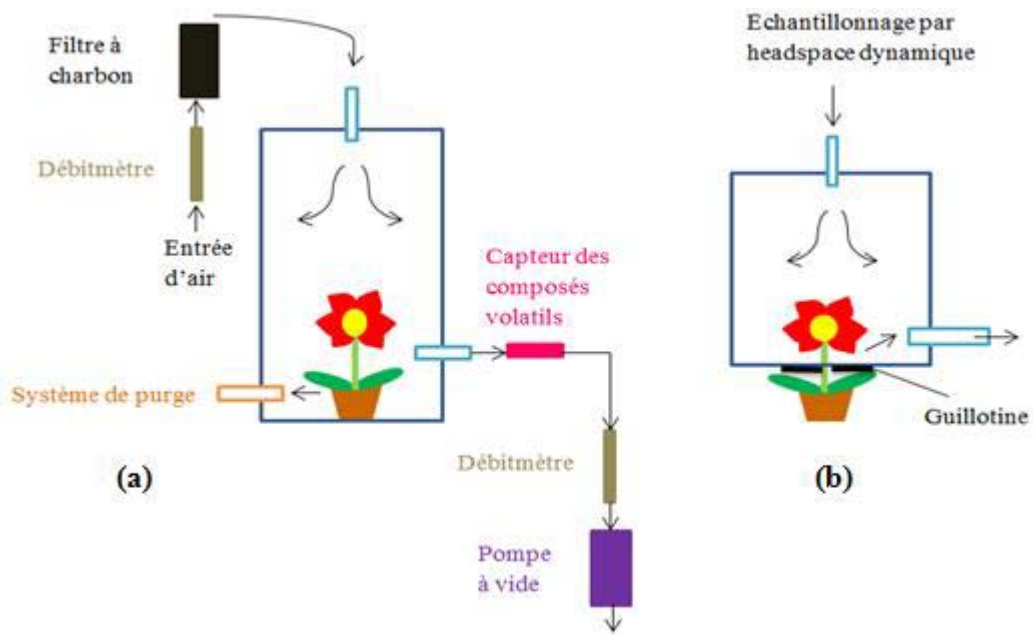 Filtre à
charbon
Débitmètre
Entrée
d'air
Capteur des
composés
volatils
Système de purge
Débitmètre
(a)
Pompe
à vide
Echantillonnage par
headspace dynamique
Guillotine
(b)